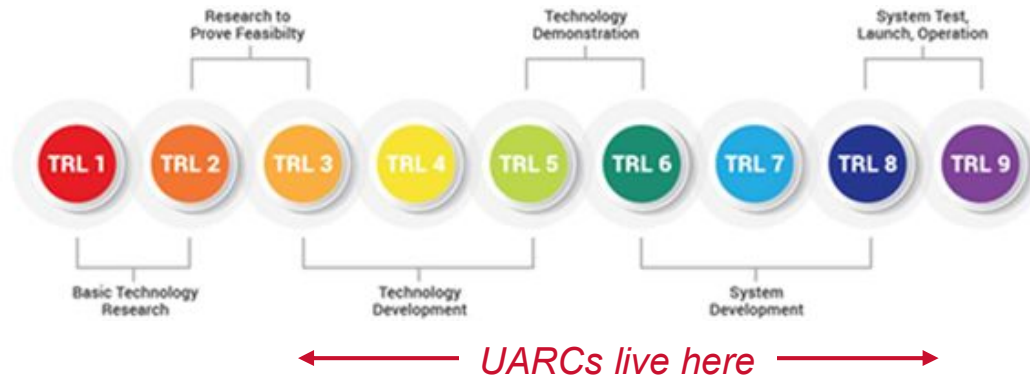 Research to
Prove Feasibilty
Technology
Demonstration
System Test,
Launch, Operation
TRL 1
TRL 2
TRL 3
TRL 4
TRL 5
TRL 6
TRL 7
TRL 8
TRL 9
Basic Technology
Research
Technology
Development
System
Development
UARCs live here